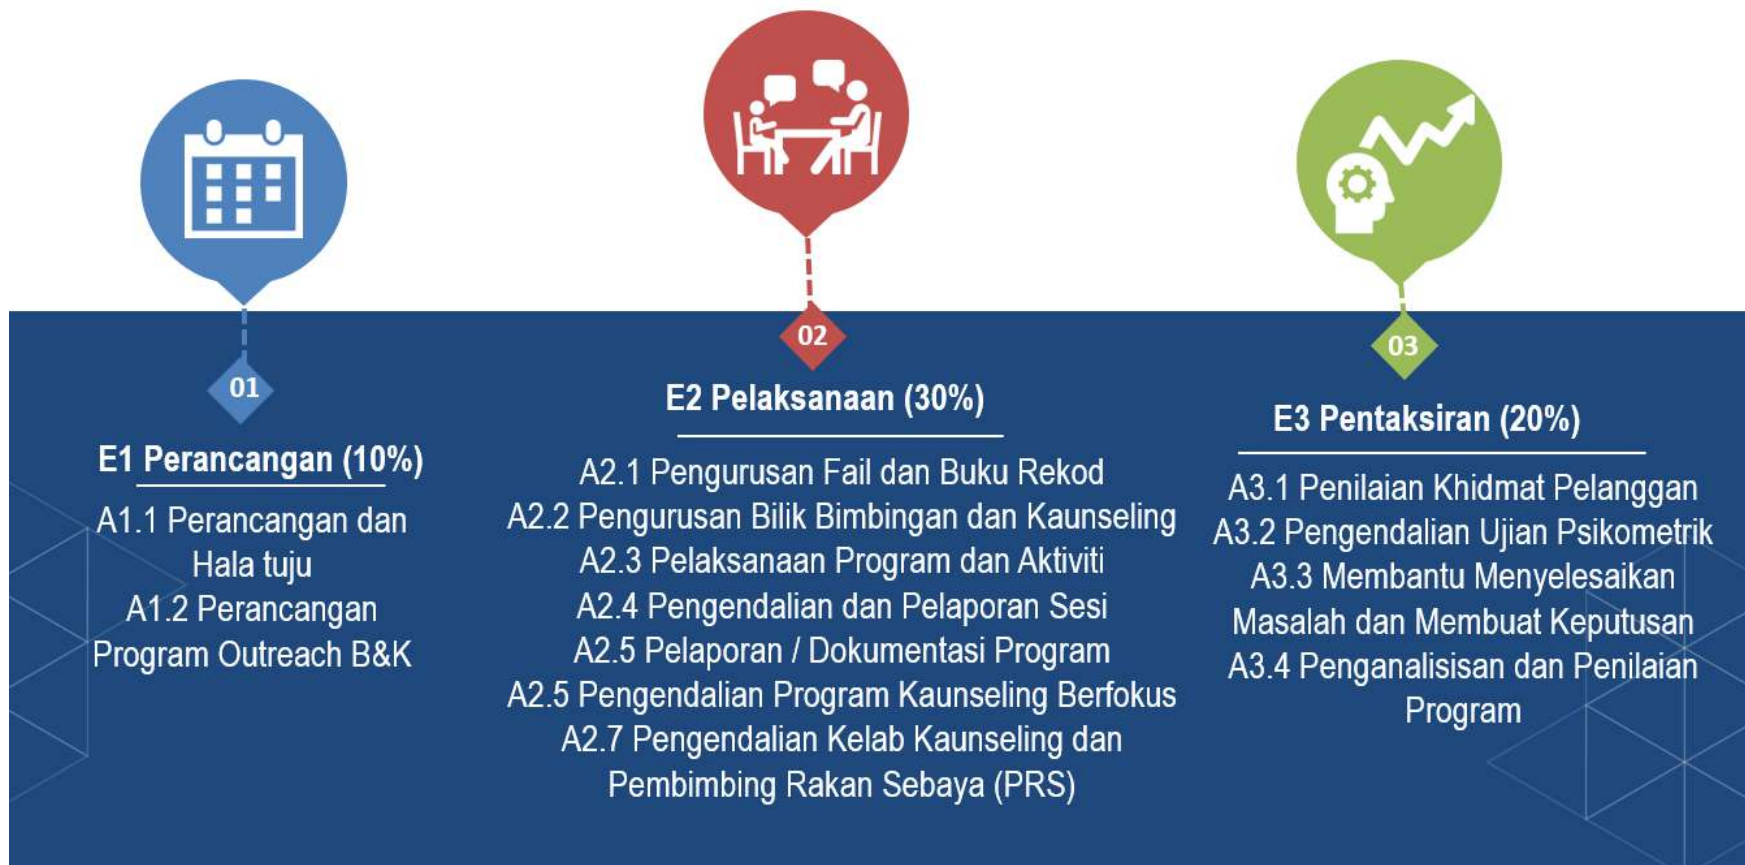 01
E1 Perancangan (10%)
A1.1 Perancangan dan
Hala tuju
A1.2 Perancangan
Program Outreach B&K
02
E2 Pelaksanaan (30%)
A2.1 Pengurusan Fail dan Buku Rekod
A2.2 Pengurusan Bilik Bimbingan dan Kaunseling
A2.3 Pelaksanaan Program dan Aktiviti
A2.4 Pengendalian dan Pelaporan Sesi
A2.5 Pelaporan / Dokumentasi Program
A2.5 Pengendalian Program Kaunseling Berfokus
A2.7 Pengendalian Kelab Kaunseling dan
Pembimbing Rakan Sebaya (PRS)
03
E3 Pentaksiran (20%)
A3.1 Penilaian Khidmat Pelanggan
A3.2 Pengendalian Ujian Psikometrik
A3.3 Membantu Menyelesaikan
Masalah dan Membuat Keputusan
A3.4 Penganalisisan dan Penilaian
Program